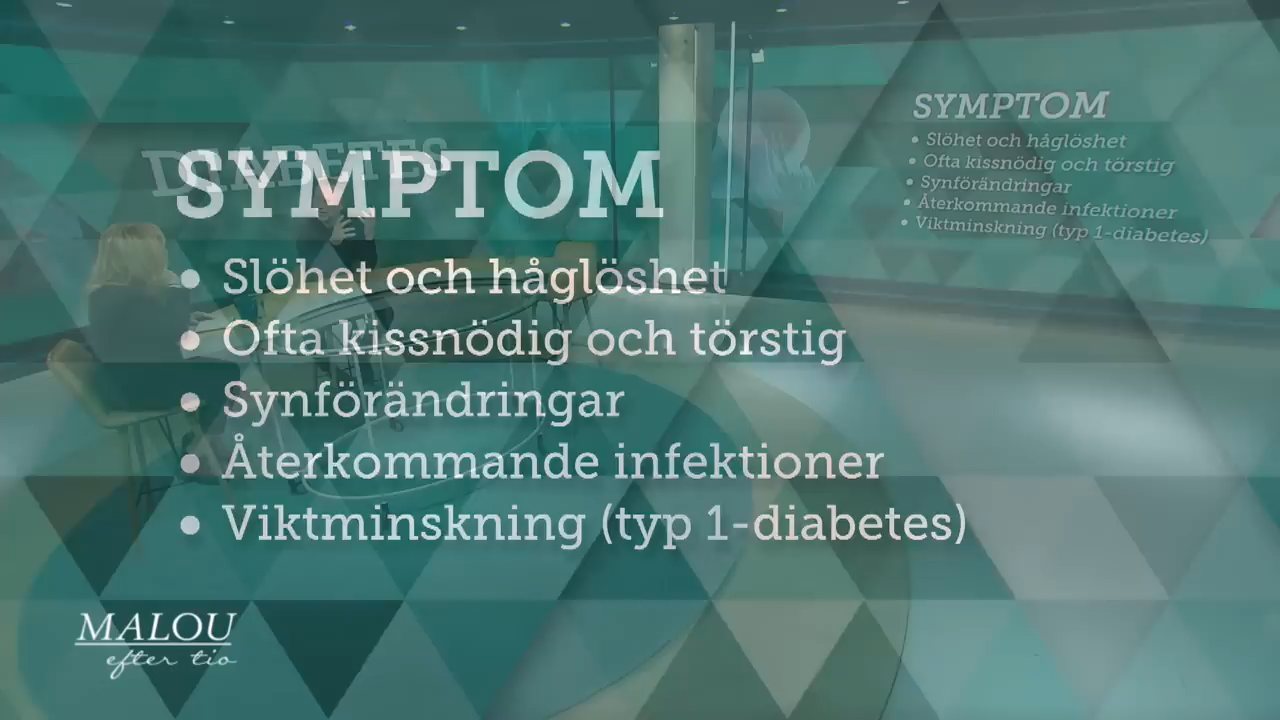 DIABETES
SYMPTOM
• Slöhet och håglöshet
• Ofta kissnödig och törstig
• Synförändringar
• Återkommande infektioner
• Viktminskning (typ 1-diabetes)
SYMPTOM
• Slöhet och håglöshet
• Ofta kissnödig och törstig
• Synförändringar
• Återkommande infektioner
• Viktminskning (typ 1-diabetes)
MALOU
efter tio